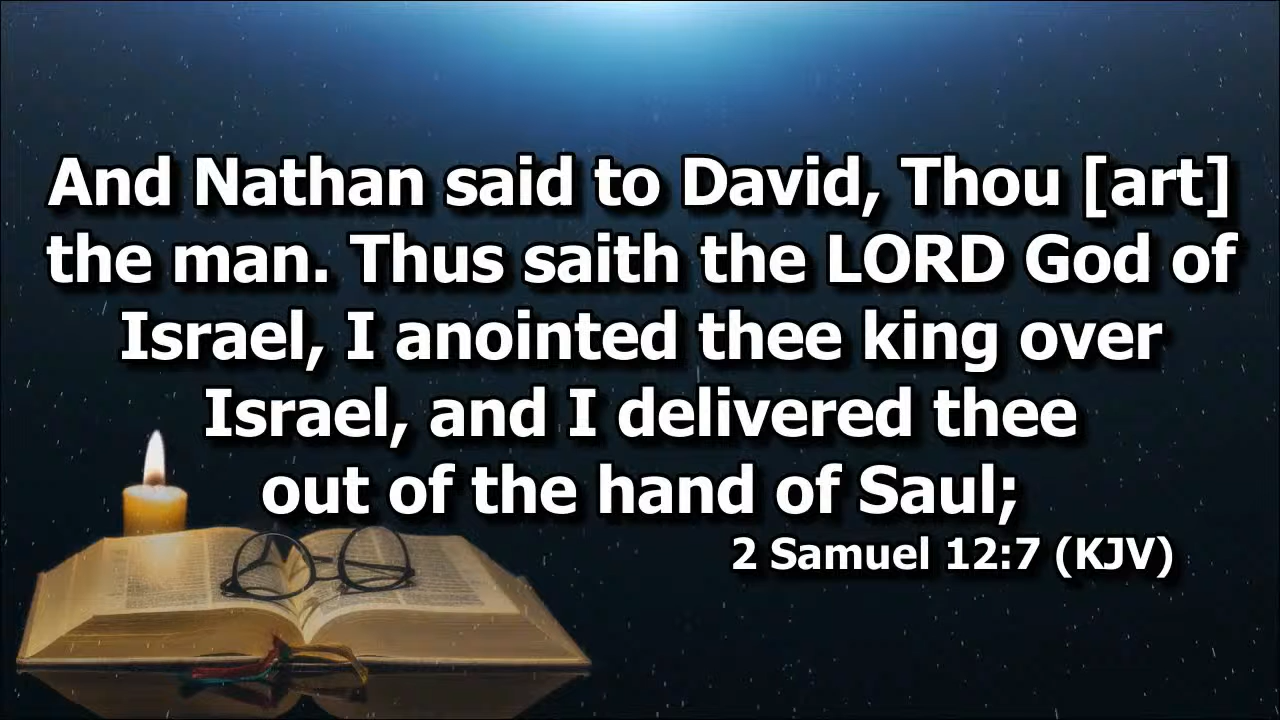 And Nathan said to David, Thou [art]
the man. Thus saith the LORD God of
Israel, I anointed thee king over
Israel, and I delivered thee
out of the hand of Saul;
2 Samuel 12:7 (KJV)